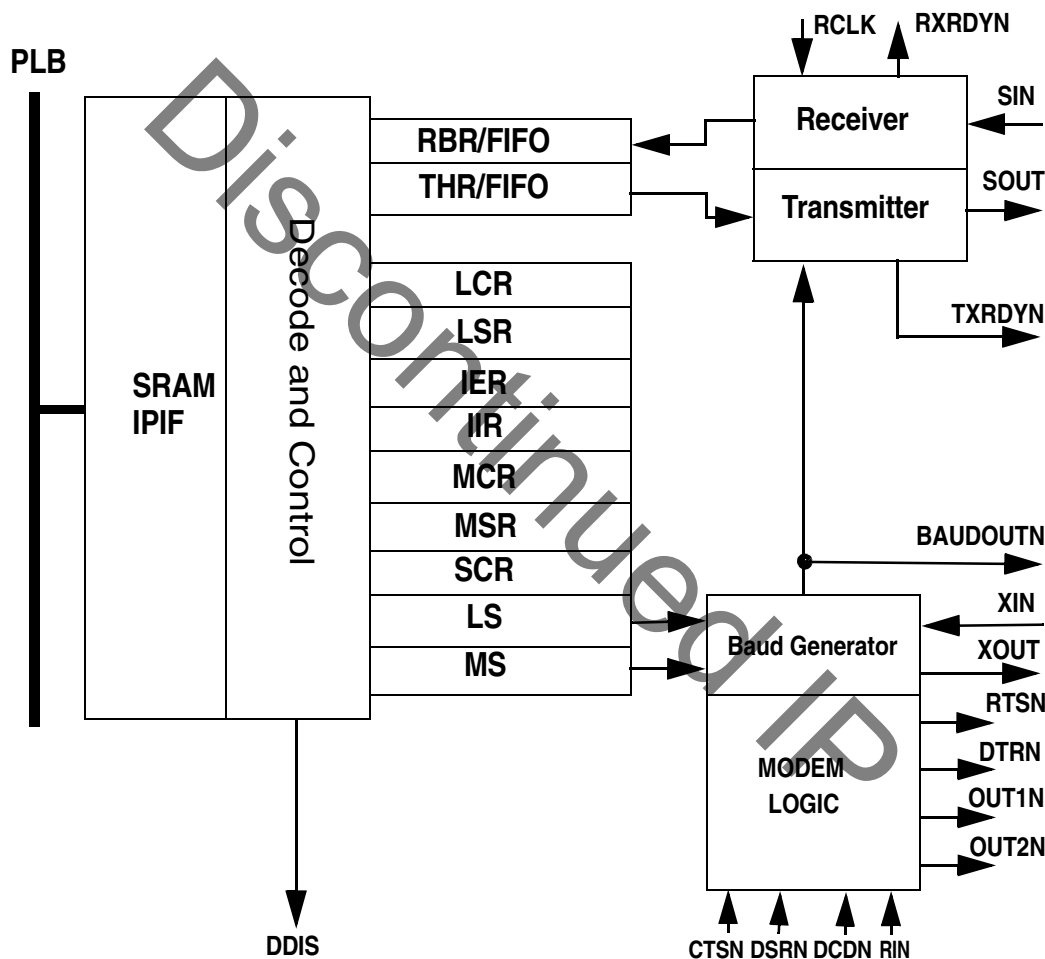 PLB
RCLK
RXRDYN
RBR/FIFO
THR/FIFO
Receiver
Transmitter
SIN
SOUT
TXRDYN
SRAM
IPIF
Decode and Control
LCR
LSR
IER
IIR
MCR
MSR
SCR
LS
MS
BAUDOUTN
Baud Generator
XIN
XOUT
MODEM
LOGIC
RTSN
DTRN
OUT1N
OUT2N
DDIS
CTSN DSRN DCDN RIN
Discontinued IP